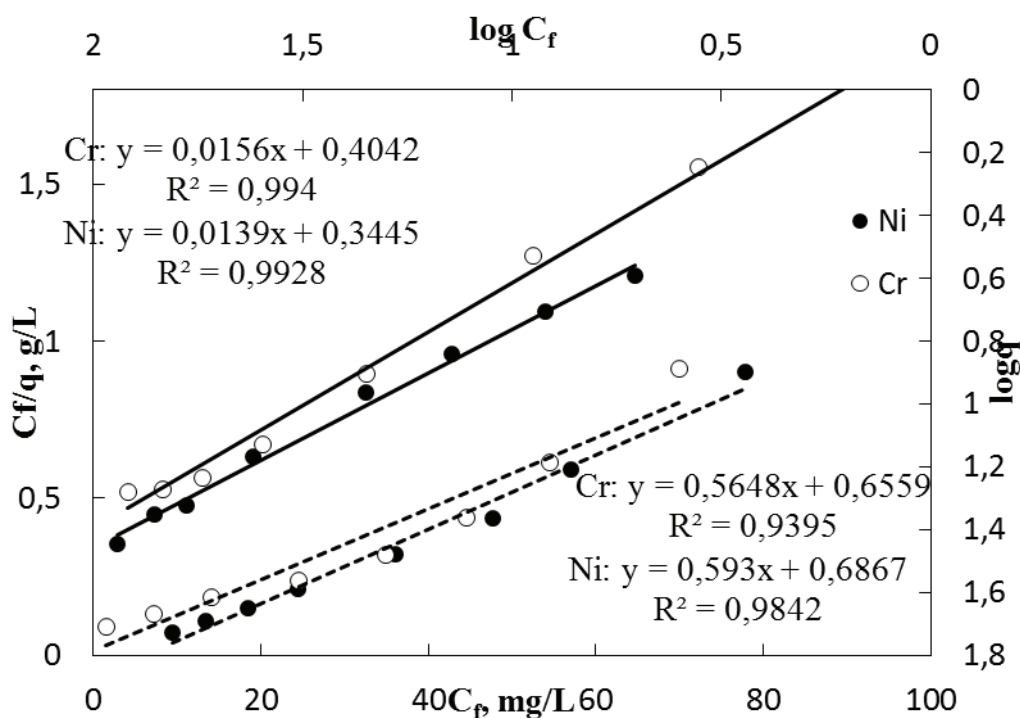 log C_f
2 1,5 1 0,5 0
Cr: y = 0,0156x + 0,4042
R² = 0,994
Ni: y = 0,0139x + 0,3445
R² = 0,9928
Ni
Cr
Cr: y = 0,5648x + 0,6559
R² = 0,9395
Ni: y = 0,593x + 0,6867
R² = 0,9842
Cf/q, g/L
1,5
1
0,5
0
logq
0
0,2
0,4
0,6
0,8
1
1,2
1,4
1,6
1,8
0 20 40 60 80 100
C_f, mg/L